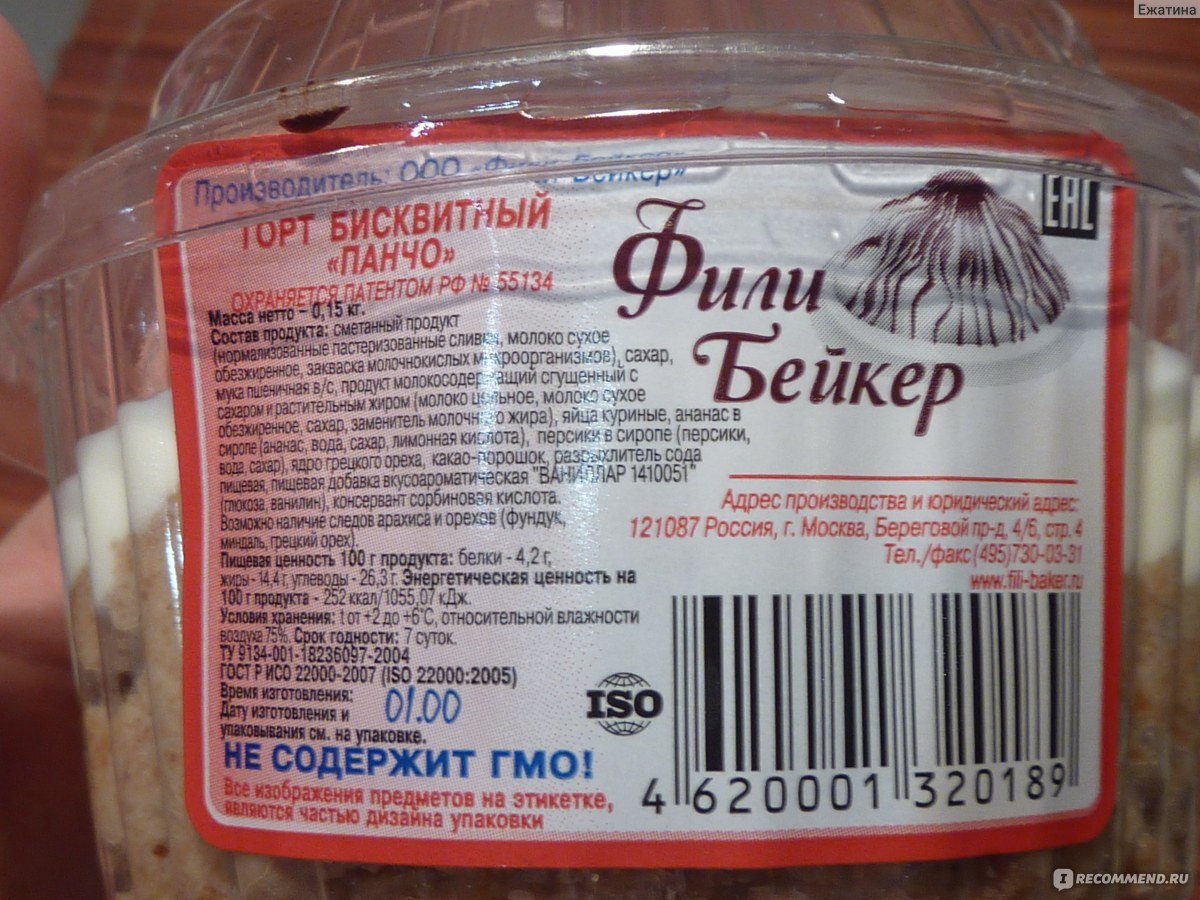 Ежатина
Производитель: ООО «Фили-Бейкер»
ТОРТ БИСКВИТНЫЙ
«ПАНЧО»
ОХРАНЯЕТСЯ ПАТЕНТОМ РФ № 55134
Масса нетто – 0,15 кг.
Состав продукта: сметанный продукт
(нормализованные пастеризованные сливки, молоко сухое
обезжиренное, закваска молочнокислых микроорганизмов), сахар,
мука пшеничная в/с, продукт молокосодержащий сгущенный с
сахаром и растительным жиром (молоко цельное, молоко сухое
обезжиренное, сахар, заменитель молочного жира), яйца куриные, ананас в
сиропе (ананас, вода, сахар, лимонная кислота), персики в сиропе (персики,
вода, сахар), ядро грецкого ореха, какао-порошок, разрыхлитель сода
пищевая, пищевая добавка вкусоароматическая "ВАНИЛЛАР 1410051"
(глюкоза, ванилин), консервант сорбиновая кислота.
Возможно наличие следов арахиса и орехов (фундук,
миндаль, грецкий орех).
Пищевая ценность 100 г продукта: белки - 4,2 г,
жиры - 14,4 г, углеводы - 26,3 г. Энергетическая ценность на
100 г продукта - 252 ккал/1055,07 кДж.
Условия хранения: t от +2 до +6°С, относительной влажности
воздуха 75%. Срок годности: 7 суток.
ТУ 9134-001-18236097-2004
ГОСТ Р ИСО 22000-2007 (ISO 22000:2005)
Время изготовления: 01.00
Дату изготовления и
упаковывания см. на упаковке.
НЕ СОДЕРЖИТ ГМО!
Все изображения предметов на этикетке,
являются частью дизайна упаковки
EAC
Фили
Бейкер
Адрес производства и юридический адрес:
121087 Россия, г. Москва, Береговой пр-д, 4/6, стр. 4
Тел./факс (495)730-03-31
www.fili-baker.ru
ISO
4 620001 320189
IRECOMMEND.RU